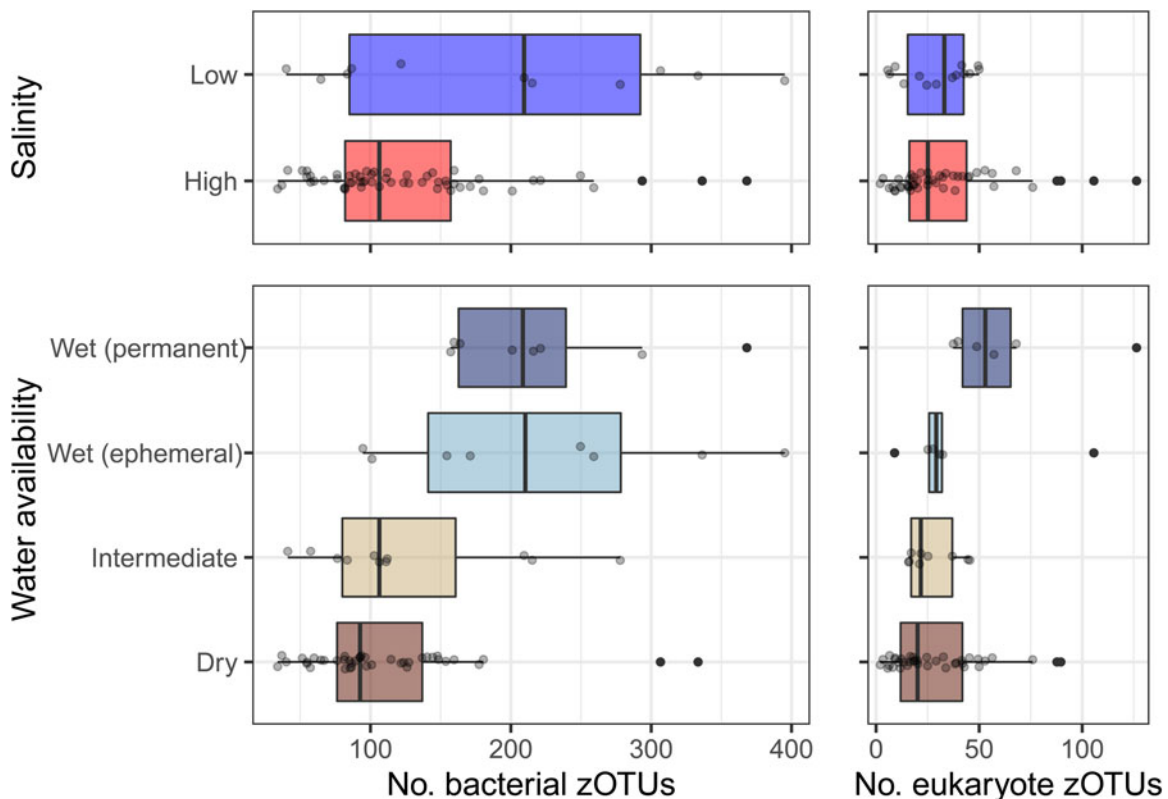 Salinity
Low
High
Water availability
Wet (permanent)
Wet (ephemeral)
Intermediate
Dry
100 200 300 400
0 50 100
No. bacterial zOTUs
No. eukaryote zOTUs